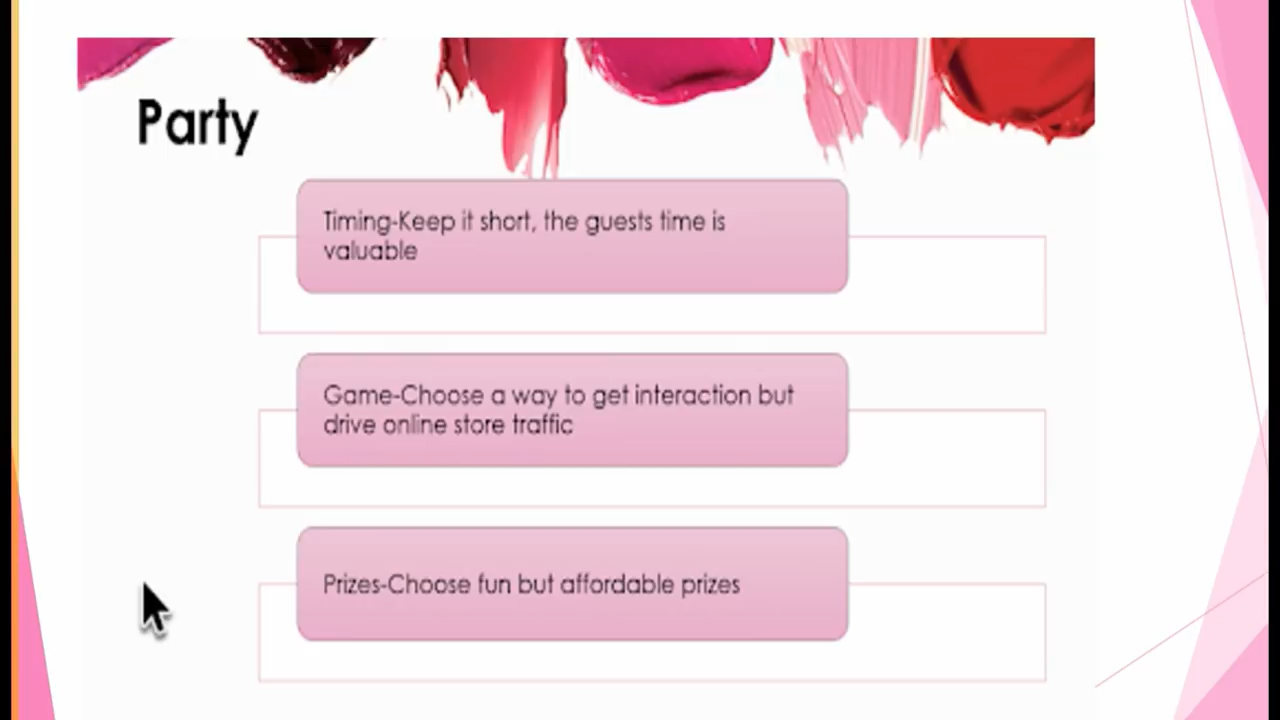 Party
Timing-Keep it short, the guests time is
valuable
Game-Choose a way to get interaction but
drive online store traffic
Prizes-Choose fun but affordable prizes